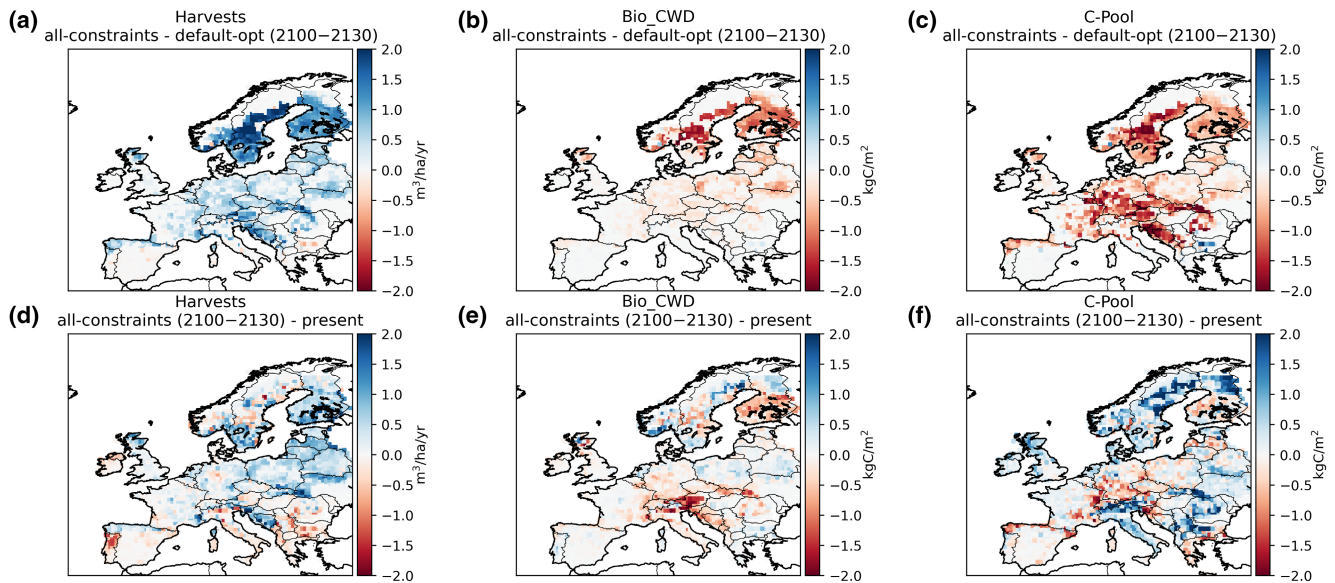 (a)
Harvests
all-constraints - default-opt (2100−2130)
2.0
1.5
1.0
0.5
0.0
−0.5
−1.0
−1.5
−2.0
m³/ha/yr
(b)
Bio_CWD
all-constraints - default-opt (2100−2130)
2.0
1.5
1.0
0.5
0.0
−0.5
−1.0
−1.5
−2.0
kgC/m²
(c)
C-Pool
all-constraints - default-opt (2100−2130)
2.0
1.5
1.0
0.5
0.0
−0.5
−1.0
−1.5
−2.0
kgC/m²
(d)
Harvests
all-constraints (2100−2130) - present
2.0
1.5
1.0
0.5
0.0
−0.5
−1.0
−1.5
−2.0
m³/ha/yr
(e)
Bio_CWD
all-constraints (2100−2130) - present
2.0
1.5
1.0
0.5
0.0
−0.5
−1.0
−1.5
−2.0
kgC/m²
(f)
C-Pool
all-constraints (2100−2130) - present
2.0
1.5
1.0
0.5
0.0
−0.5
−1.0
−1.5
−2.0
kgC/m²